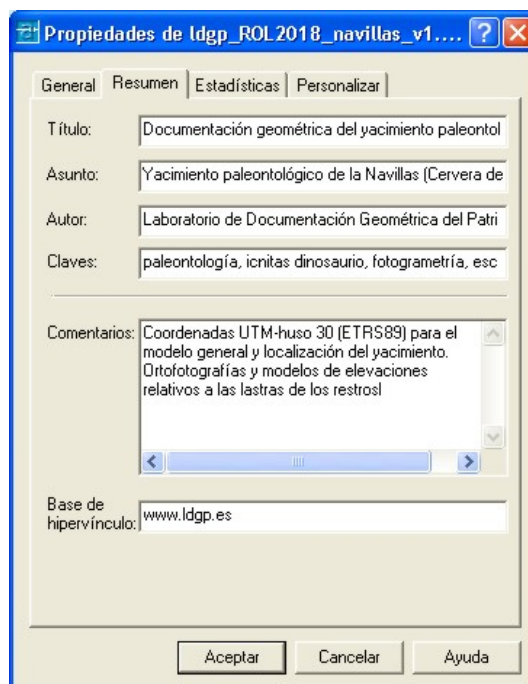 Propiedades de ldgp_ROL2018_navillas_v1....
General Resumen Estadísticas Personalizar
Título: Documentación geométrica del yacimiento paleontol
Asunto: Yacimiento paleontológico de la Navillas (Cervera de
Autor: Laboratorio de Documentación Geométrica del Patri
Claves: paleontología, icnitas dinosaurio, fotogrametría, esc
Comentarios: Coordenadas UTM-huso 30 (ETRS89) para el
modelo general y localización del yacimiento.
Ortofotografías y modelos de elevaciones
relativos a las lastras de los restrosl
Base de
hipervínculo: www.ldgp.es
Aceptar Cancelar Ayuda